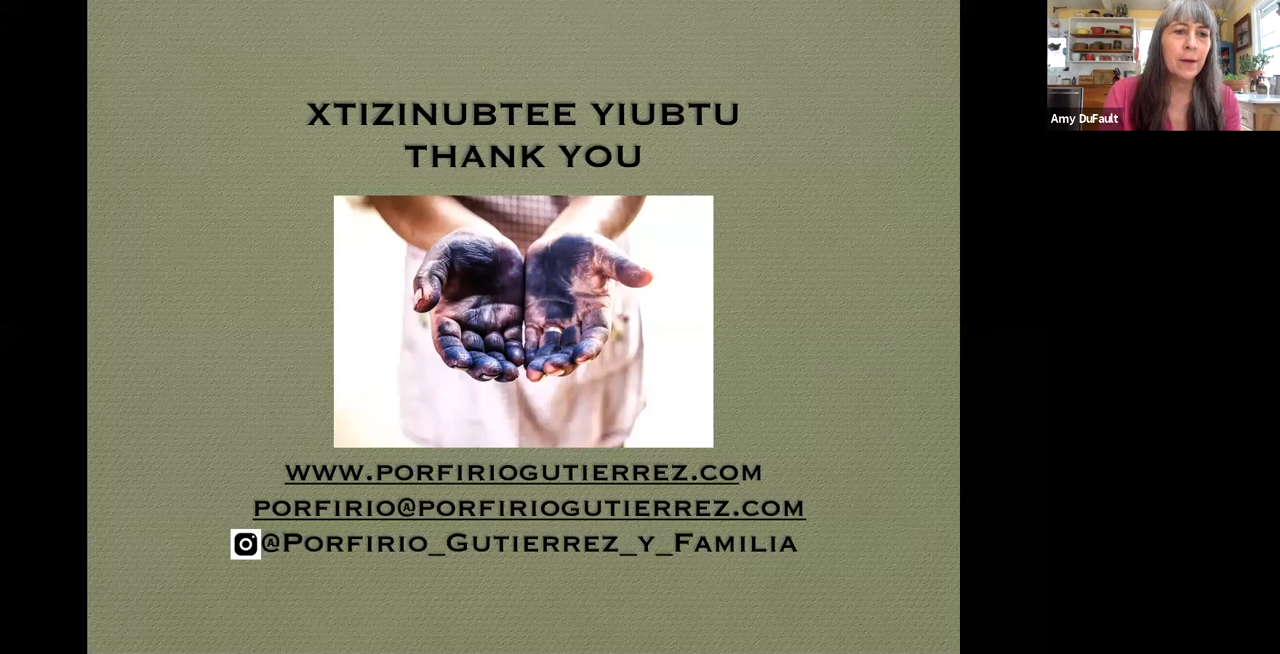 XTIZINUBTEE YIUBTU
THANK YOU
WWW.PORFIRIOGUTIERREZ.COM
PORFIRIO@PORFIRIOGUTIERREZ.COM
@PORFIRIO_GUTIERREZ_Y_FAMILIA
Amy DuFault